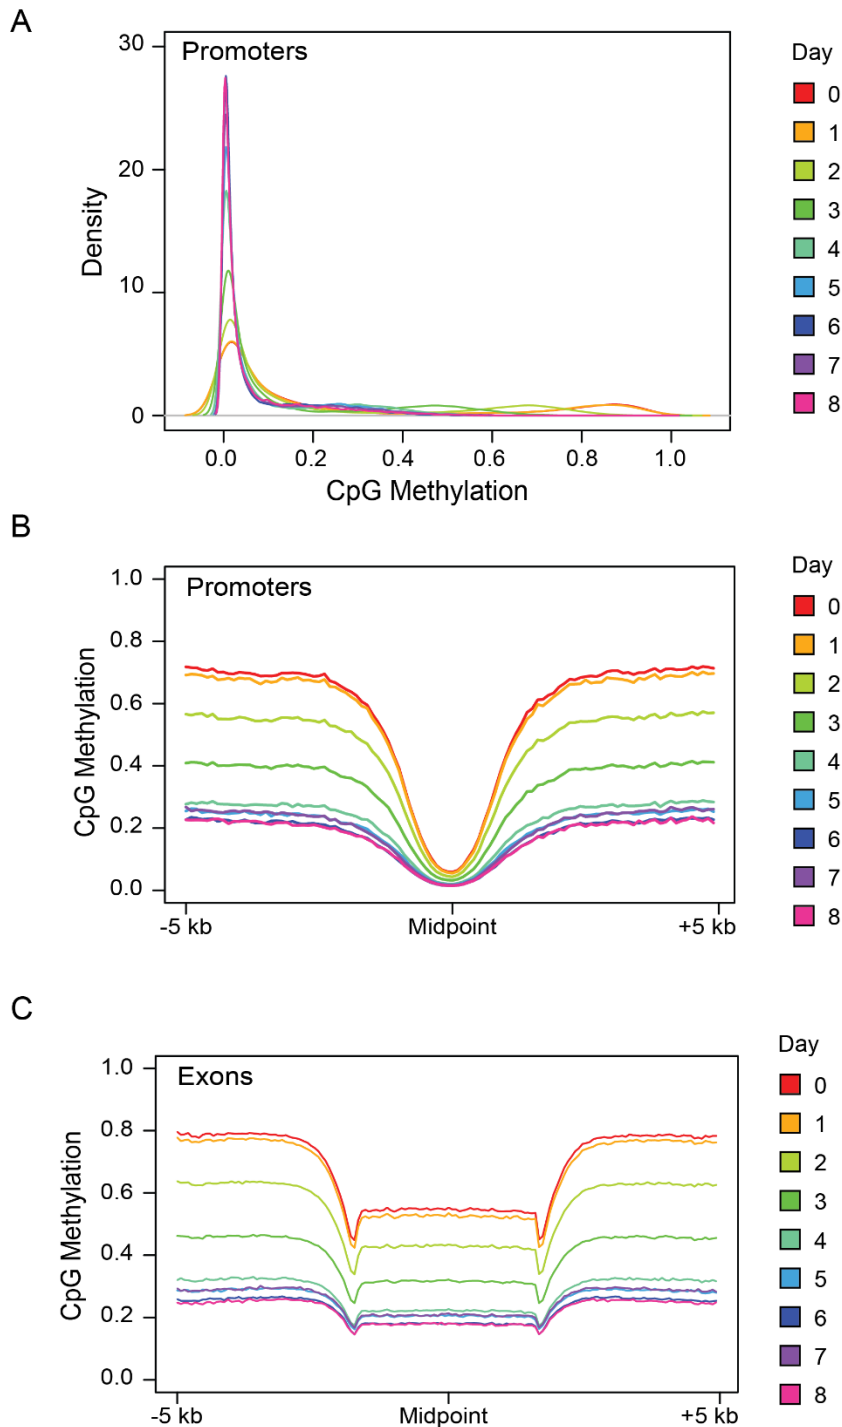 A
Promoters
30
20
10
0
Density
0.0 0.2 0.4 0.6 0.8 1.0
CpG Methylation
Day
0
1
2
3
4
5
6
7
8
B
Promoters
1.0
0.8
0.6
0.4
0.2
0.0
CpG Methylation
-5 kb Midpoint +5 kb
Day
0
1
2
3
4
5
6
7
8
C
Exons
1.0
0.8
0.6
0.4
0.2
0.0
CpG Methylation
-5 kb Midpoint +5 kb
Day
0
1
2
3
4
5
6
7
8